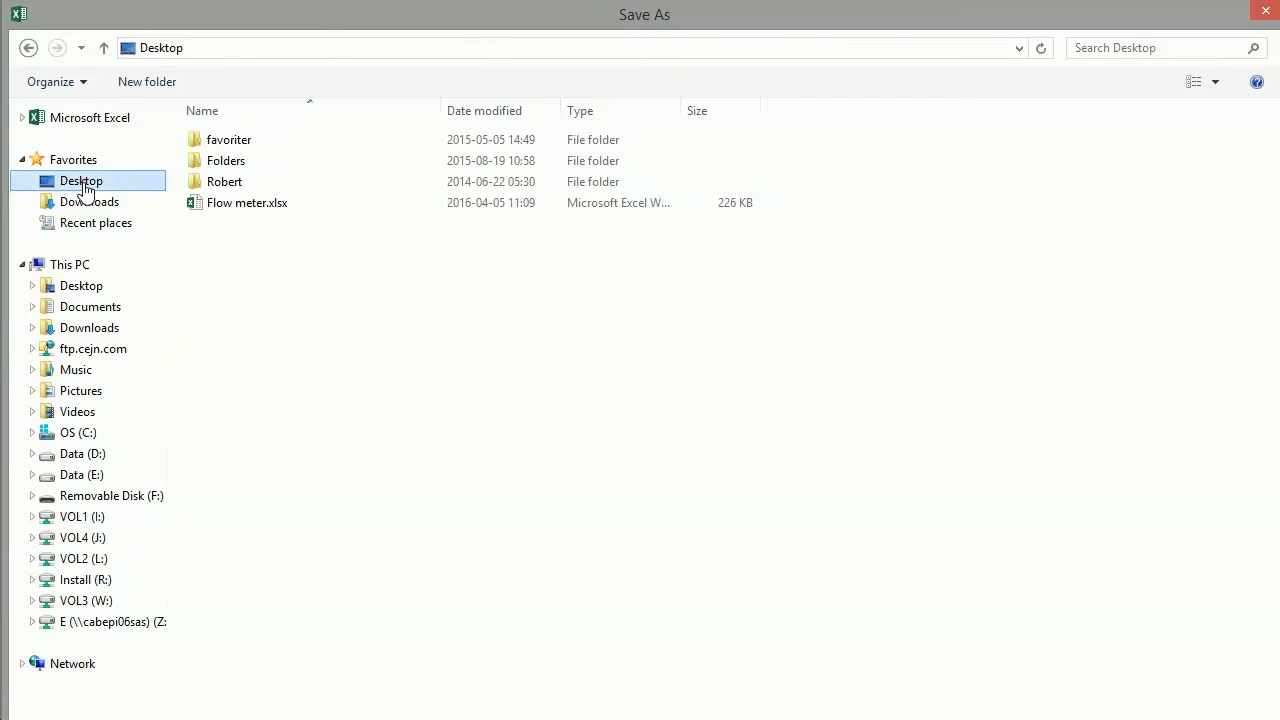 Save As
Desktop
Search Desktop
Organize
New folder
Name
Date modified
Type
Size
Microsoft Excel
Favorites
Desktop
Downloads
Recent places
This PC
Desktop
Documents
Downloads
ftp.cejn.com
Music
Pictures
Videos
OS (C:)
Data (D:)
Data (E:)
Removable Disk (F:)
VOL1 (I:)
VOL4 (J:)
VOL2 (L:)
Install (R:)
VOL3 (W:)
E (\\cabepi06sas) (Z:
Network
favoriter 2015-05-05 14:49 File folder
Folders 2015-08-19 10:58 File folder
Robert 2014-06-22 05:30 File folder
Flow meter.xlsx 2016-04-05 11:09 Microsoft Excel W... 226 KB